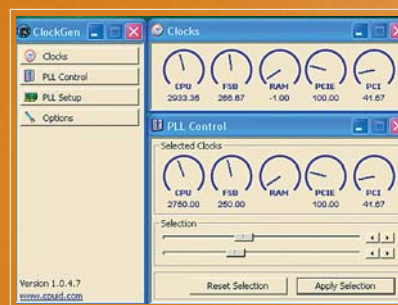 ClockGen
Clocks
PLL Control
PLL Setup
Options
Version 1.0.4.7
www.cpuid.com
Clocks
CPU FSB RAM PCIE PCI
2933.35 266.67 -1.00 100.00 41.67
PLL Control
Selected Clocks
CPU FSB RAM PCIE PCI
2750.00 250.00 100.00 41.67
Selection
Reset Selection Apply Selection